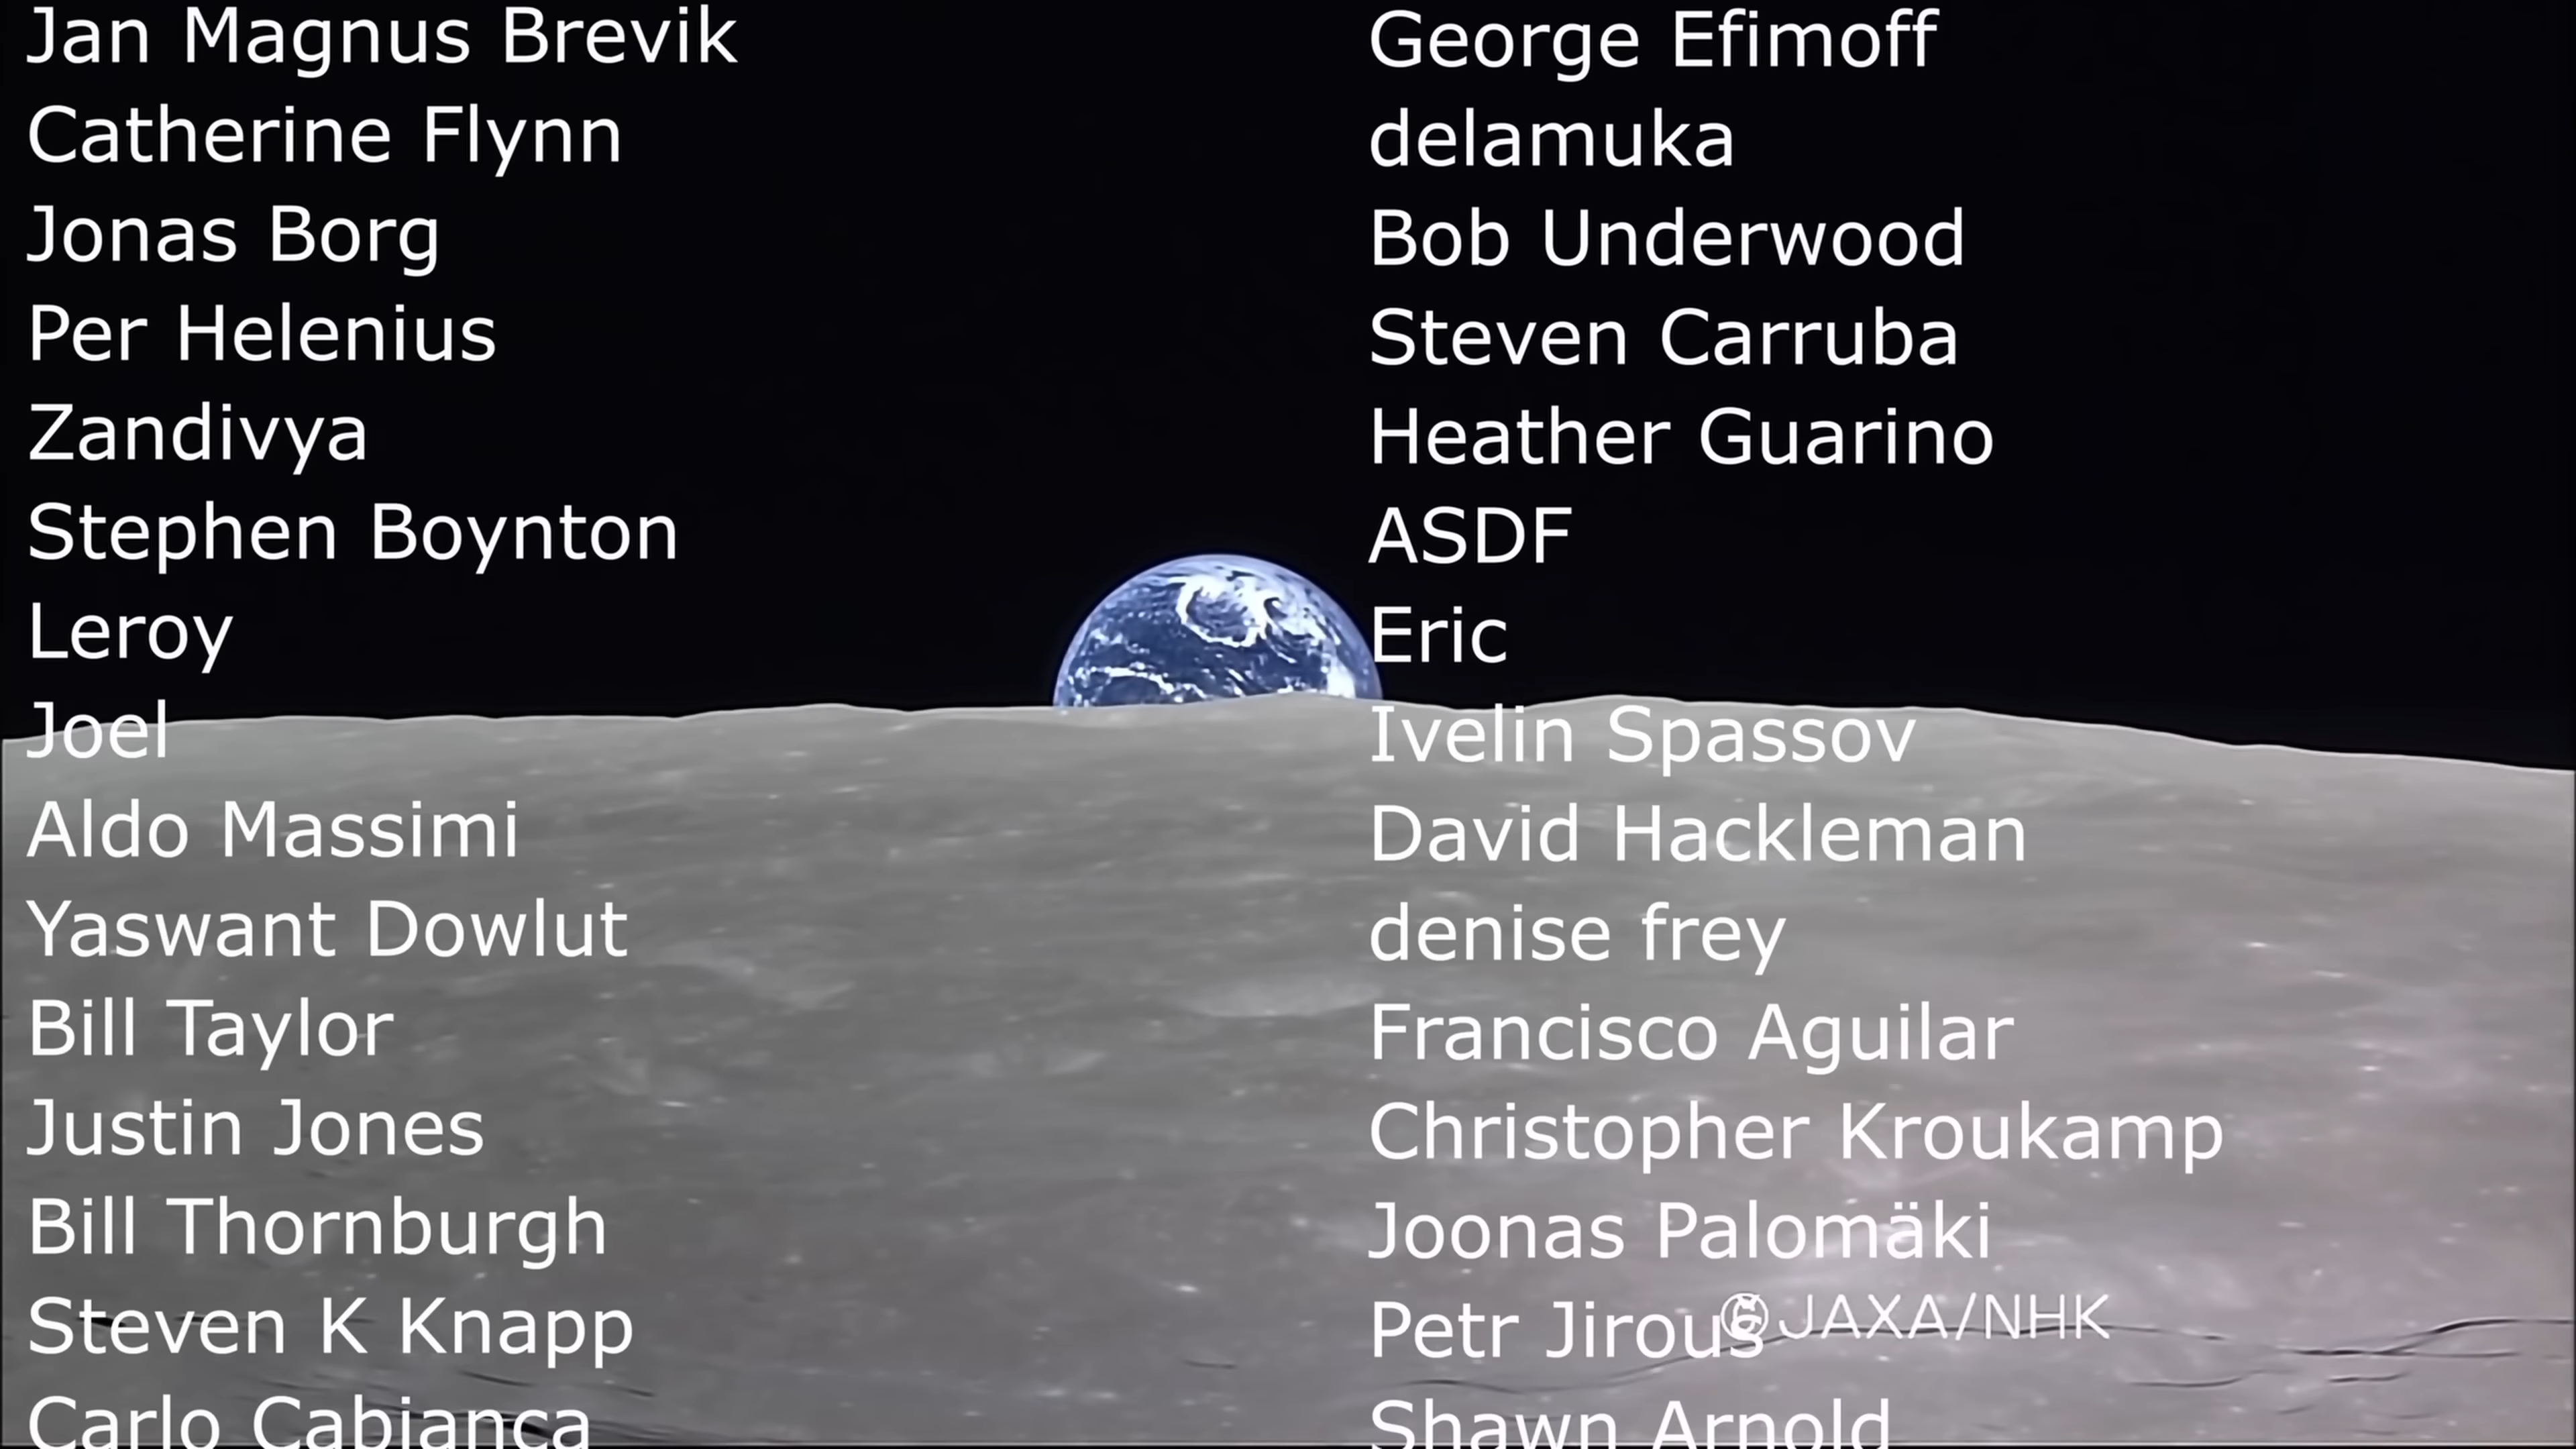 Jan Magnus Brevik
Catherine Flynn
Jonas Borg
Per Helenius
Zandivya
Stephen Boynton
Leroy
Joel
Aldo Massimi
Yaswant Dowlut
Bill Taylor
Justin Jones
Bill Thornburgh
Steven K Knapp
Carlo Cabianca
George Efimoff
delamuka
Bob Underwood
Steven Carruba
Heather Guarino
ASDF
Eric
Ivelin Spassov
David Hackleman
denise frey
Francisco Aguilar
Christopher Kroukamp
Joonas Palomäki
Petr Jirous
©JAXA/NHK
Shawn Arnold